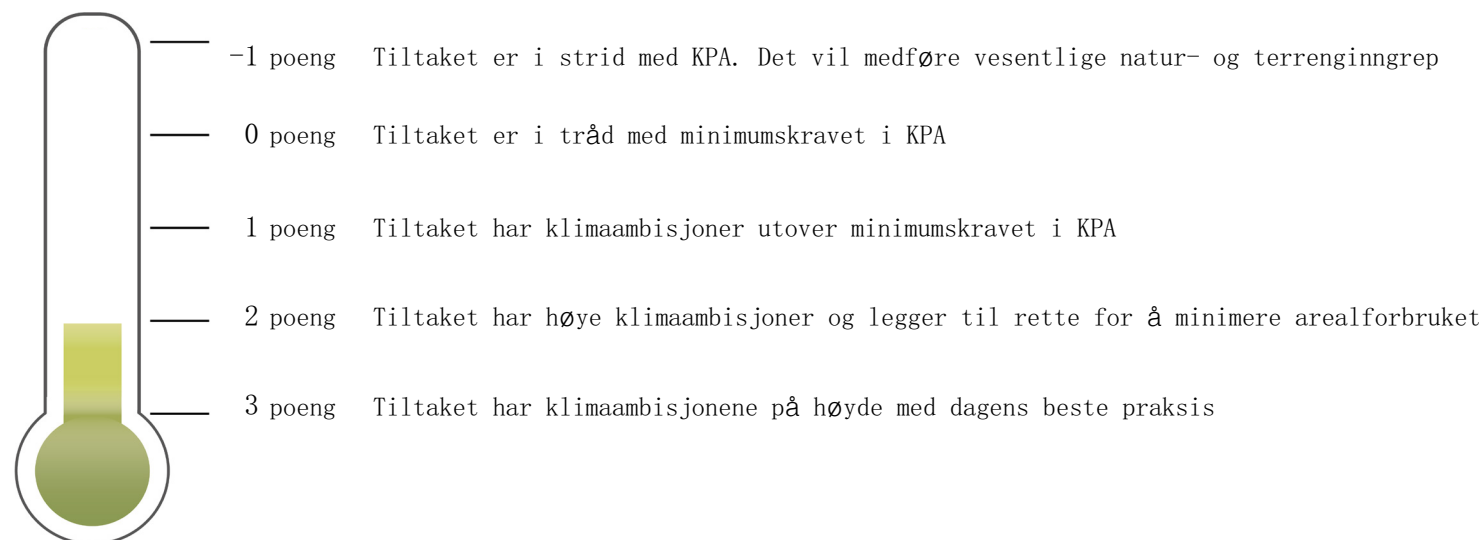 -1 poeng Tiltaket er i strid med KPA. Det vil medføre vesentlige natur- og terrenginngrep
0 poeng Tiltaket er i tråd med minimumskravet i KPA
1 poeng Tiltaket har klimaambisjoner utover minimumskravet i KPA
2 poeng Tiltaket har høye klimaambisjoner og legger til rette for å minimere arealforbruket
3 poeng Tiltaket har klimaambisjonene på høyde med dagens beste praksis